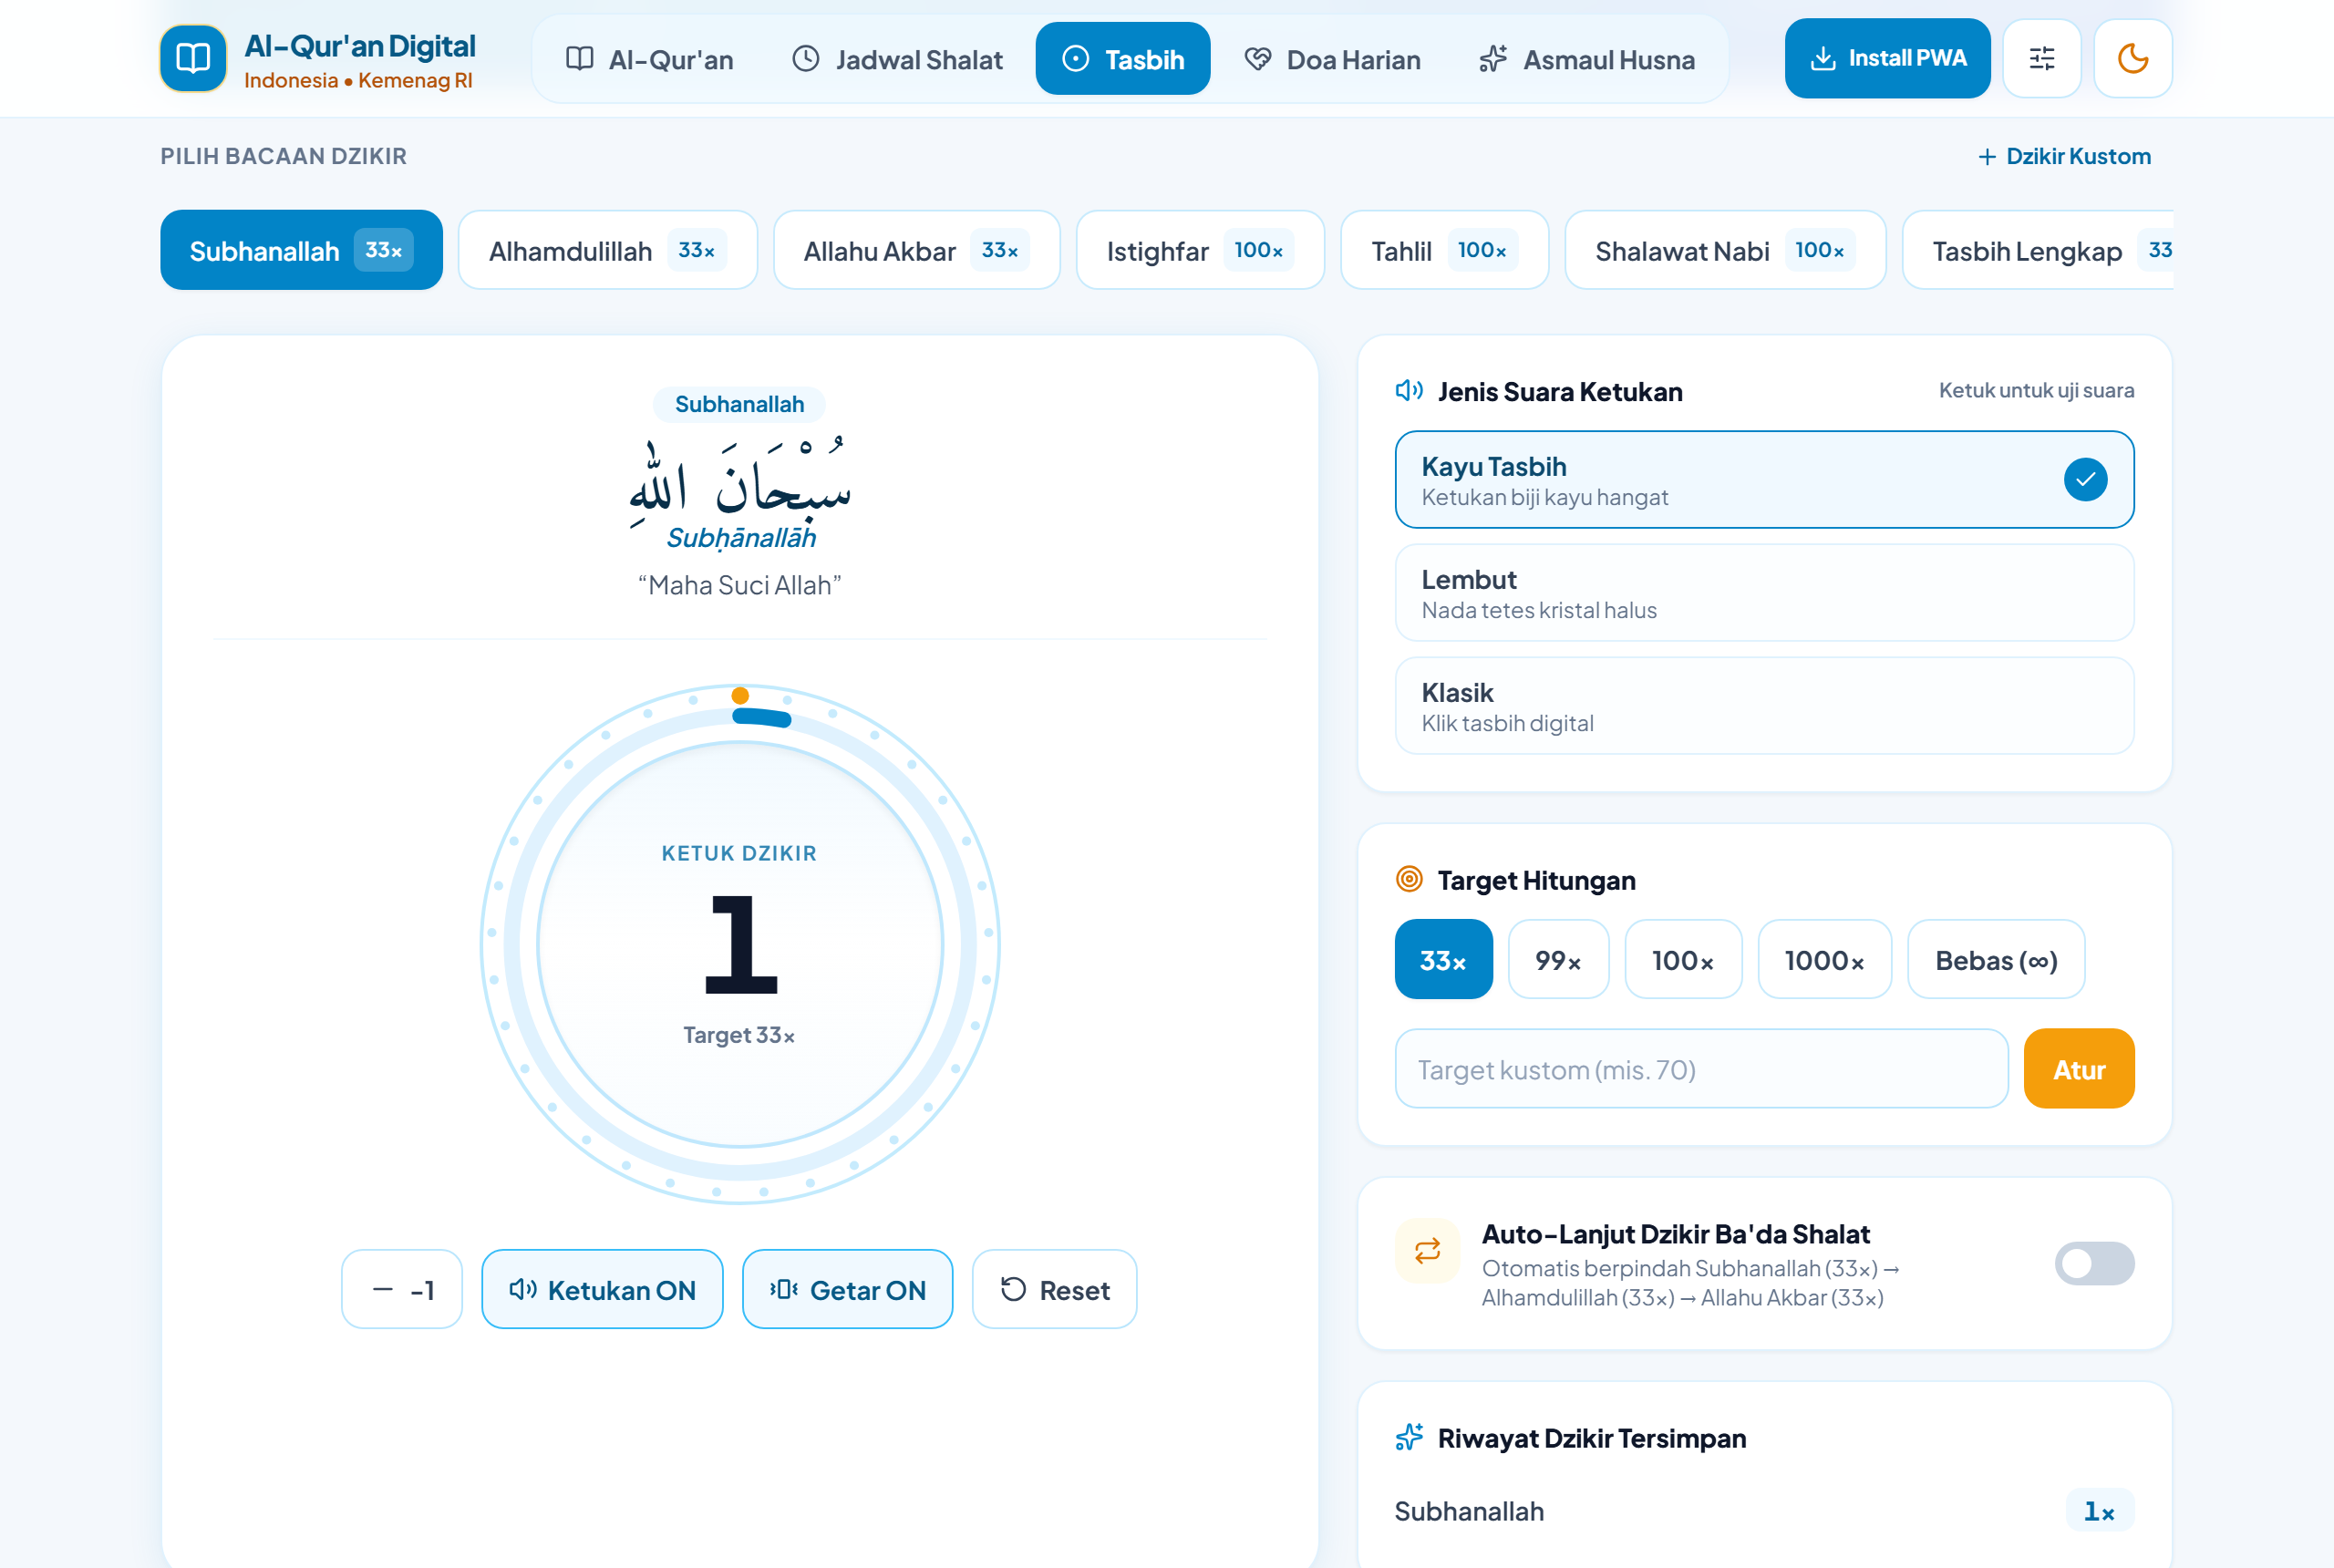 Al-Qur'an Digital
Indonesia • Kemenag RI
Al-Qur'an
Jadwal Shalat
Tasbih
Doa Harian
Asmaul Husna
Install PWA
PILIH BACAAN DZIKIR
+ Dzikir Kustom
Subhanallah 33×
Alhamdulillah 33×
Allahu Akbar 33×
Istighfar 100×
Tahlil 100×
Shalawat Nabi 100×
Tasbih Lengkap 33
Subhanallah
سُبْحَانَ اللّٰهِ
Subḥānallāh
“Maha Suci Allah”
KETUK DZIKIR
1
Target 33×
− -1
Ketukan ON
Getar ON
Reset
Jenis Suara Ketukan
Ketuk untuk uji suara
Kayu Tasbih
Ketukan biji kayu hangat
Lembut
Nada tetes kristal halus
Klasik
Klik tasbih digital
Target Hitungan
33×
99×
100×
1000×
Bebas (∞)
Target kustom (mis. 70)
Atur
Auto-Lanjut Dzikir Ba'da Shalat
Otomatis berpindah Subhanallah (33×) →
Alhamdulillah (33×) → Allahu Akbar (33×)
Riwayat Dzikir Tersimpan
Subhanallah
1×